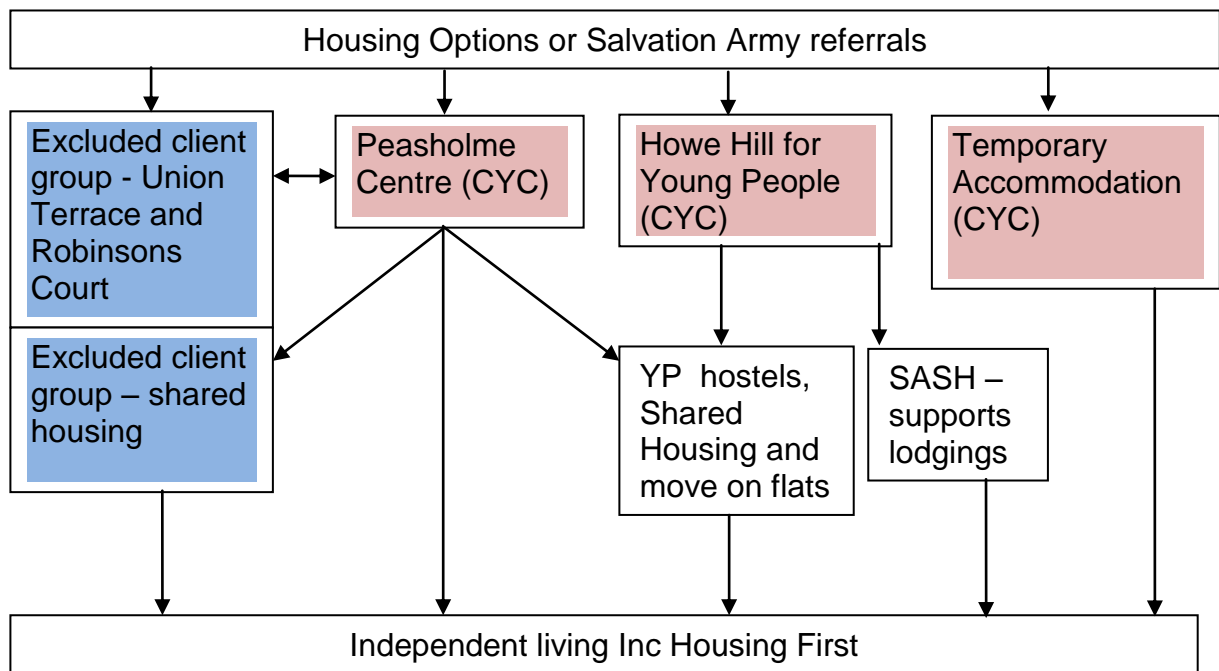 Housing Options or Salvation Army referrals
Excluded client
group - Union
Terrace and
Robinsons
Court
Peasholme
Centre (CYC)
Howe Hill for
Young People
(CYC)
Temporary
Accommodation
(CYC)
Excluded client
group – shared
housing
YP hostels,
Shared
Housing and
move on flats
SASH –
supports
lodgings
Independent living Inc Housing First